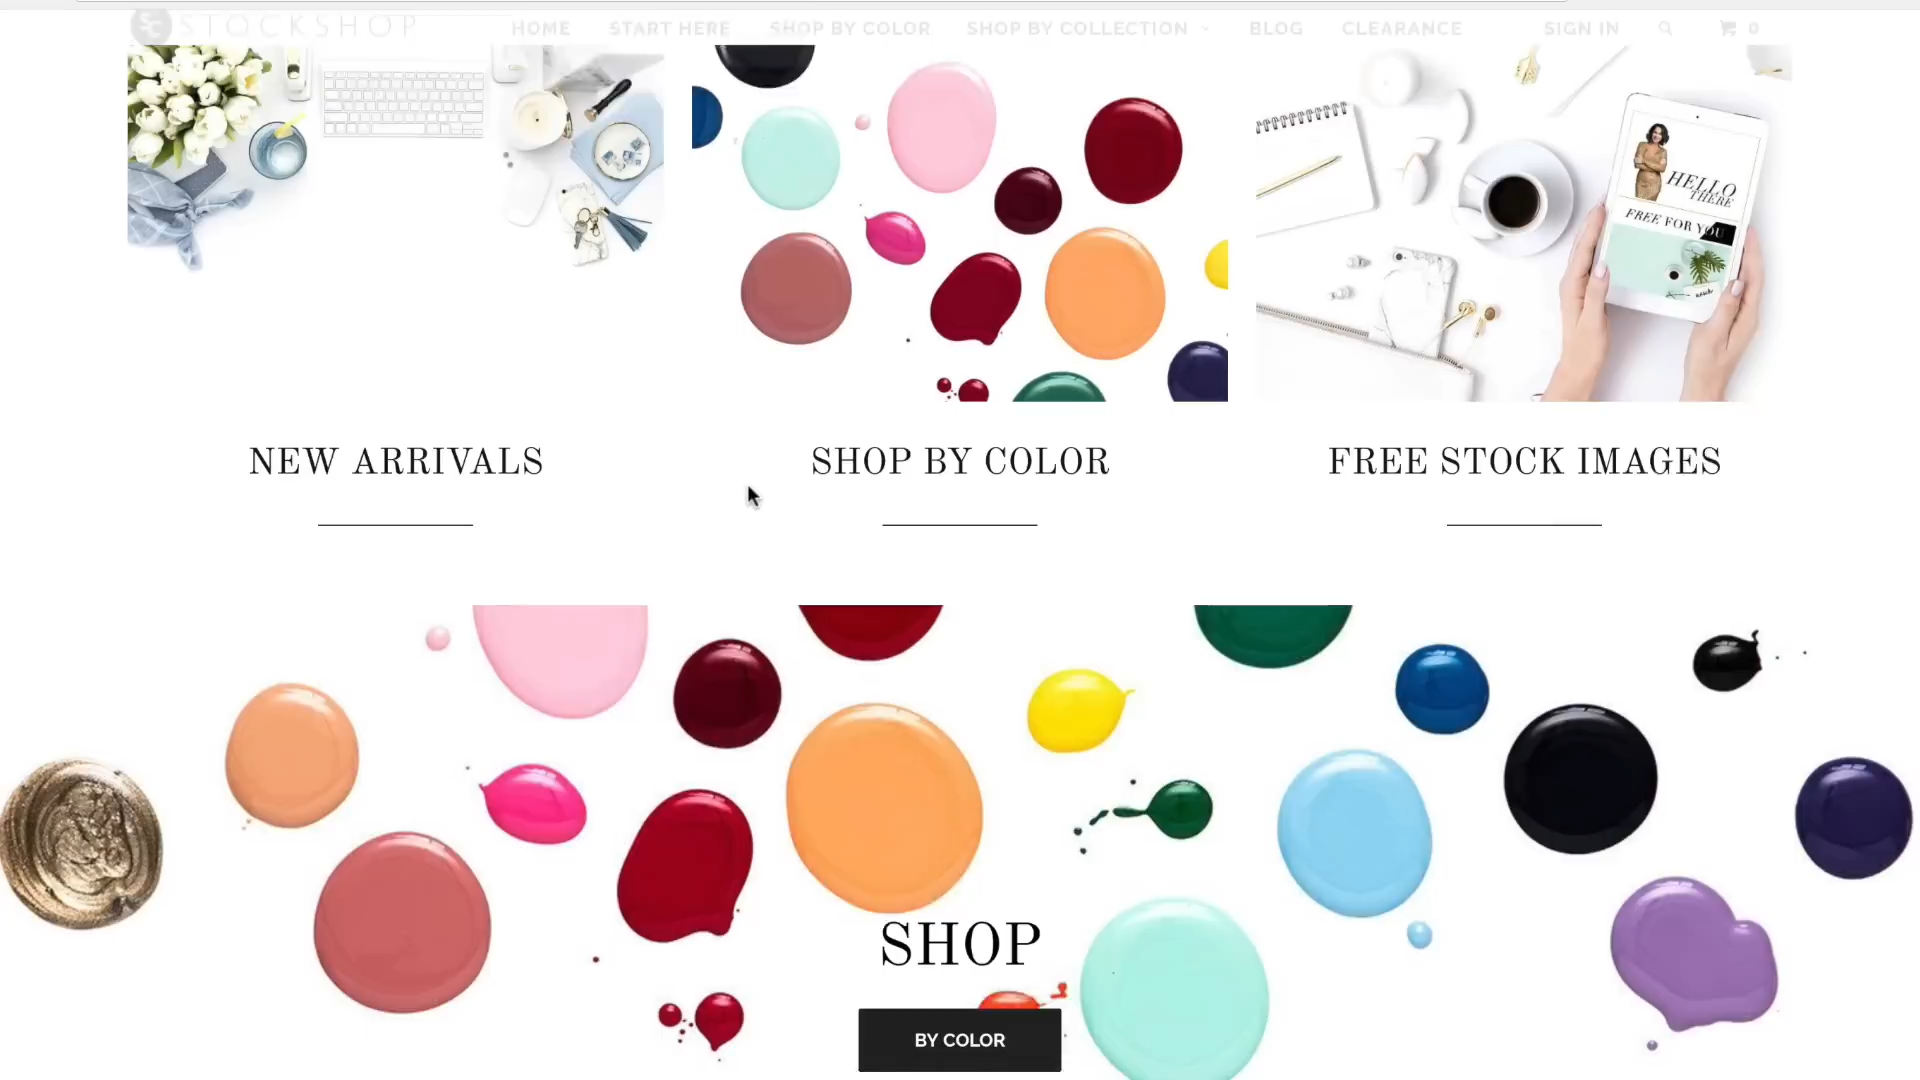 SC STOCKSHOP HOME START HERE SHOP BY COLOR SHOP BY COLLECTION BLOG CLEARANCE SIGN IN 0
HELLO
THERE
FREE FOR YOU
NEW ARRIVALS SHOP BY COLOR FREE STOCK IMAGES
SHOP
BY COLOR